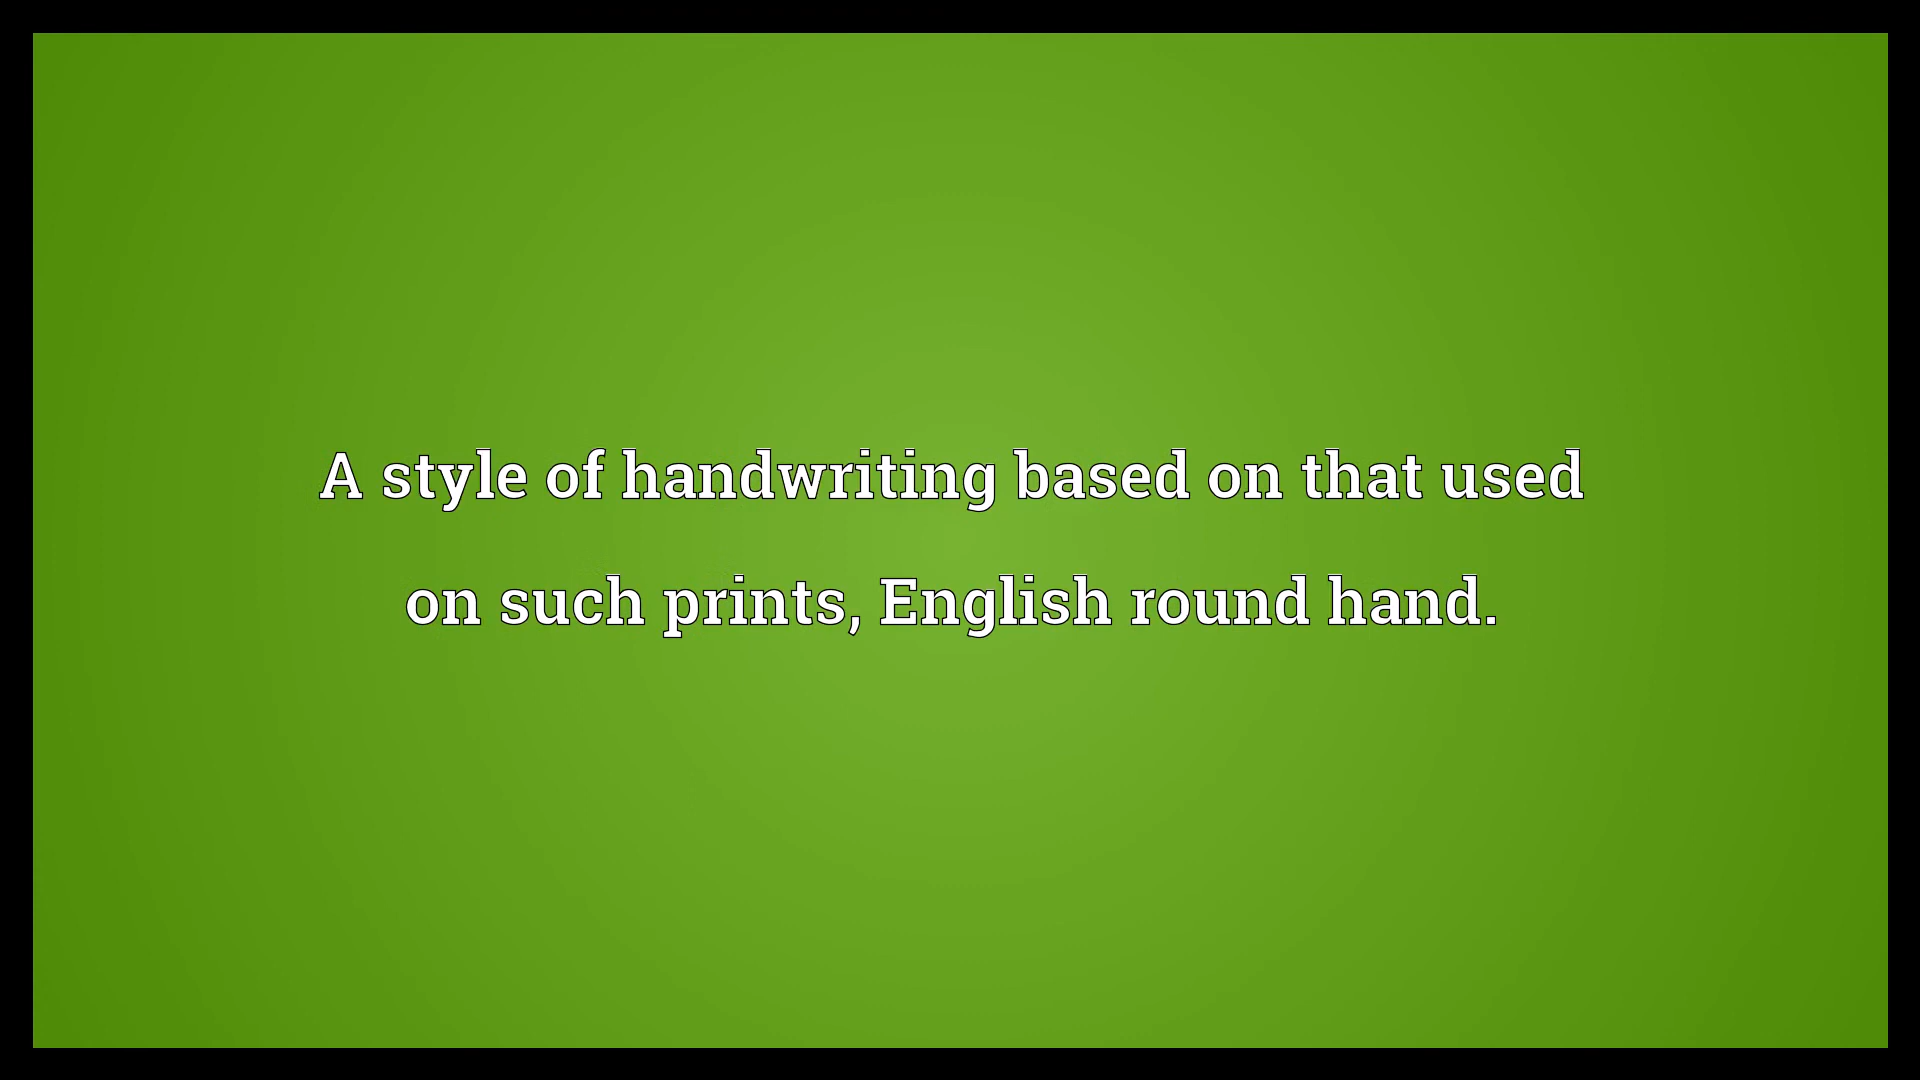 A style of handwriting based on that used
on such prints, English round hand.